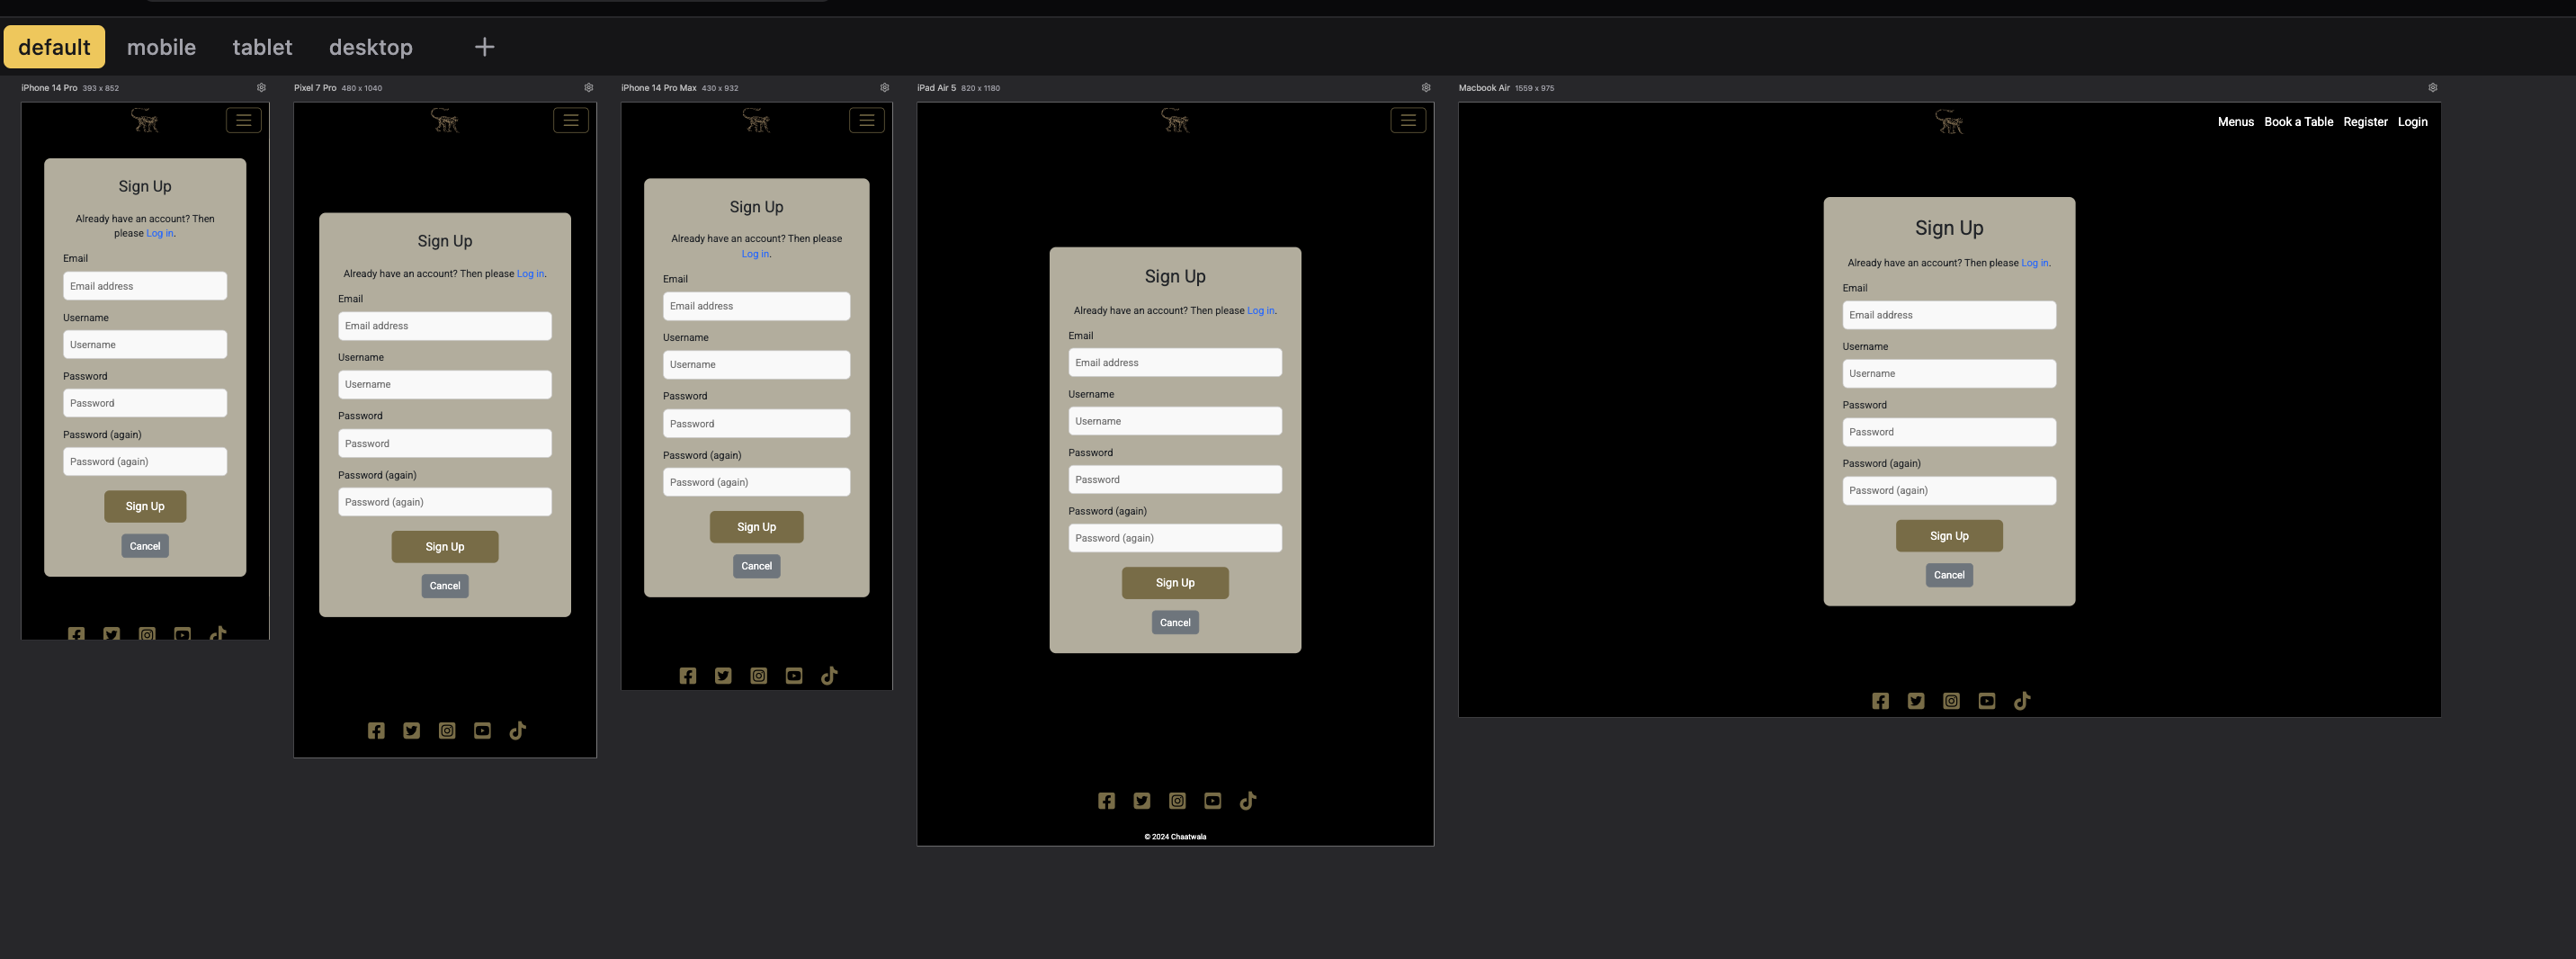 default mobile tablet desktop
iPhone 14 Pro 393 x 852
Sign Up
Already have an account? Then
please Log in.
Email
Email address
Username
Username
Password
Password
Password (again)
Password (again)
Sign Up
Cancel
Pixel 7 Pro 480 x 1040
Sign Up
Already have an account? Then please Log in.
Email
Email address
Username
Username
Password
Password
Password (again)
Password (again)
Sign Up
Cancel
iPhone 14 Pro Max 430 x 932
Sign Up
Already have an account? Then please
Log in.
Email
Email address
Username
Username
Password
Password
Password (again)
Password (again)
Sign Up
Cancel
iPad Air 5 820 x 1180
Sign Up
Already have an account? Then please Log in.
Email
Email address
Username
Username
Password
Password
Password (again)
Password (again)
Sign Up
Cancel
© 2024 Chaatwala
Macbook Air 1559 x 975
Menus Book a Table Register Login
Sign Up
Already have an account? Then please Log in.
Email
Email address
Username
Username
Password
Password
Password (again)
Password (again)
Sign Up
Cancel